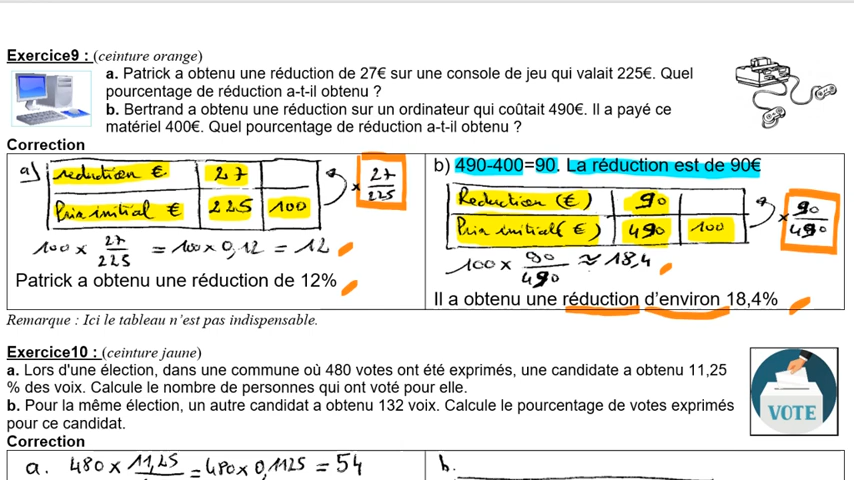 Exercice9 : (ceinture orange)
a. Patrick a obtenu une réduction de 27€ sur une console de jeu qui valait 225€. Quel
pourcentage de réduction a-t-il obtenu ?
b. Bertrand a obtenu une réduction sur un ordinateur qui coûtait 490€. Il a payé ce
matériel 400€. Quel pourcentage de réduction a-t-il obtenu ?
Correction
a) réduction € 27 × 27/225
Prix initial € 225 100
100 × 27/225 = 100 × 0,12 = 12
Patrick a obtenu une réduction de 12%
b) 490-400=90. La réduction est de 90€
Reduction (€) 90 × 90/490
Prix initial (€) 490 100
100 × 90/490 ≈ 18,4
Il a obtenu une réduction d'environ 18,4%
Remarque : Ici le tableau n'est pas indispensable.
Exercice10 : (ceinture jaune)
a. Lors d'une élection, dans une commune où 480 votes ont été exprimés, une candidate a obtenu 11,25
% des voix. Calcule le nombre de personnes qui ont voté pour elle.
b. Pour la même élection, un autre candidat a obtenu 132 voix. Calcule le pourcentage de votes exprimés
pour ce candidat.
VOTE
Correction
a. 480 × 11,25 = 480 × 0,1125 = 54
b.